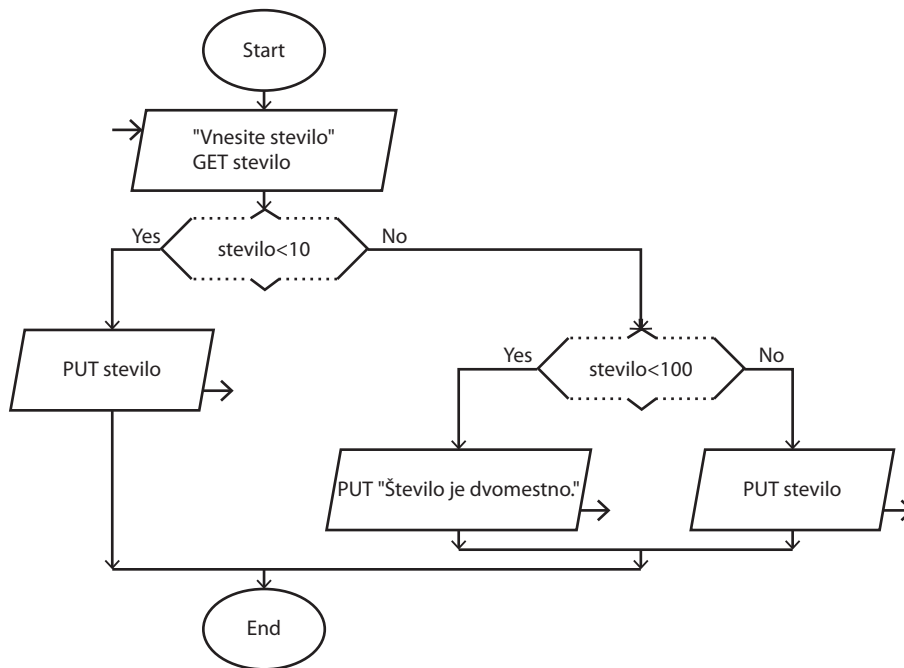 Start
"Vnesite stevilo"
GET stevilo
Yes
stevilo<10
No
PUT stevilo
Yes
stevilo<100
No
PUT "Število je dvomestno."
PUT stevilo
End